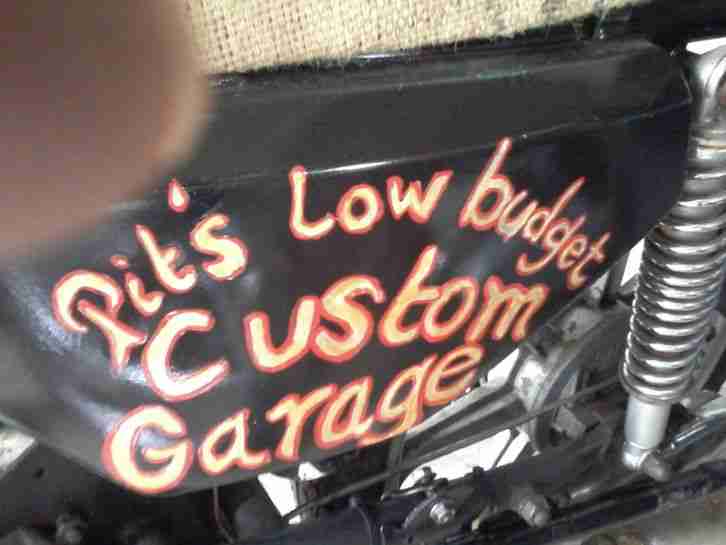 Pit's Low budget
Custom
Garage